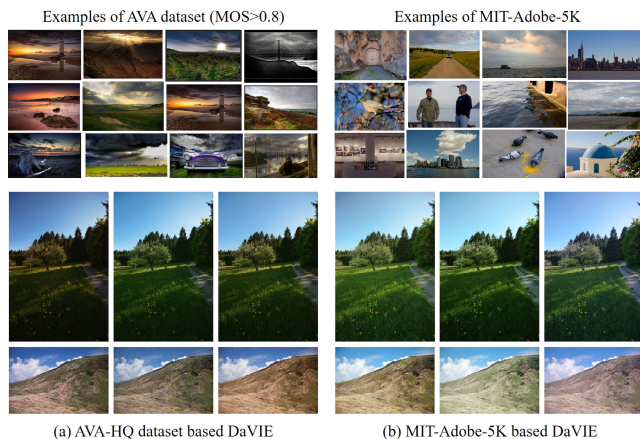 Examples of AVA dataset (MOS>0.8)
Examples of MIT-Adobe-5K
(a) AVA-HQ dataset based DaVIE
(b) MIT-Adobe-5K based DaVIE